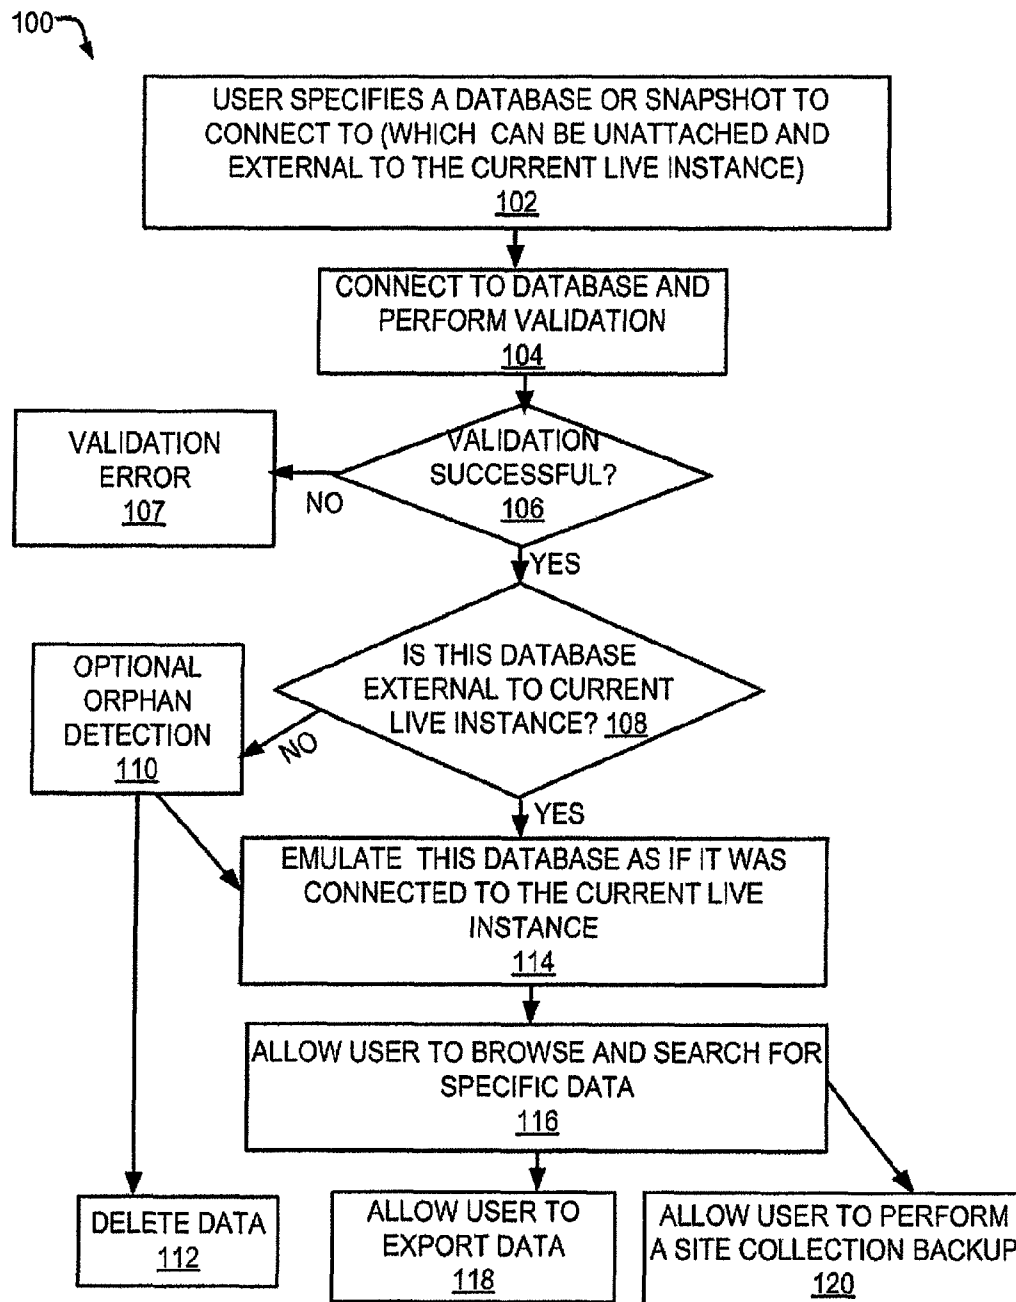 100
USER SPECIFIES A DATABASE OR SNAPSHOT TO
CONNECT TO (WHICH CAN BE UNATTACHED AND
EXTERNAL TO THE CURRENT LIVE INSTANCE)
102
CONNECT TO DATABASE AND
PERFORM VALIDATION
104
VALIDATION
SUCCESSFUL?
106
NO
VALIDATION
ERROR
107
YES
IS THIS DATABASE
EXTERNAL TO CURRENT
LIVE INSTANCE? 108
NO
OPTIONAL
ORPHAN
DETECTION
110
YES
EMULATE THIS DATABASE AS IF IT WAS
CONNECTED TO THE CURRENT LIVE
INSTANCE
114
ALLOW USER TO BROWSE AND SEARCH FOR
SPECIFIC DATA
116
DELETE DATA
112
ALLOW USER TO
EXPORT DATA
118
ALLOW USER TO PERFORM
A SITE COLLECTION BACKUP
120